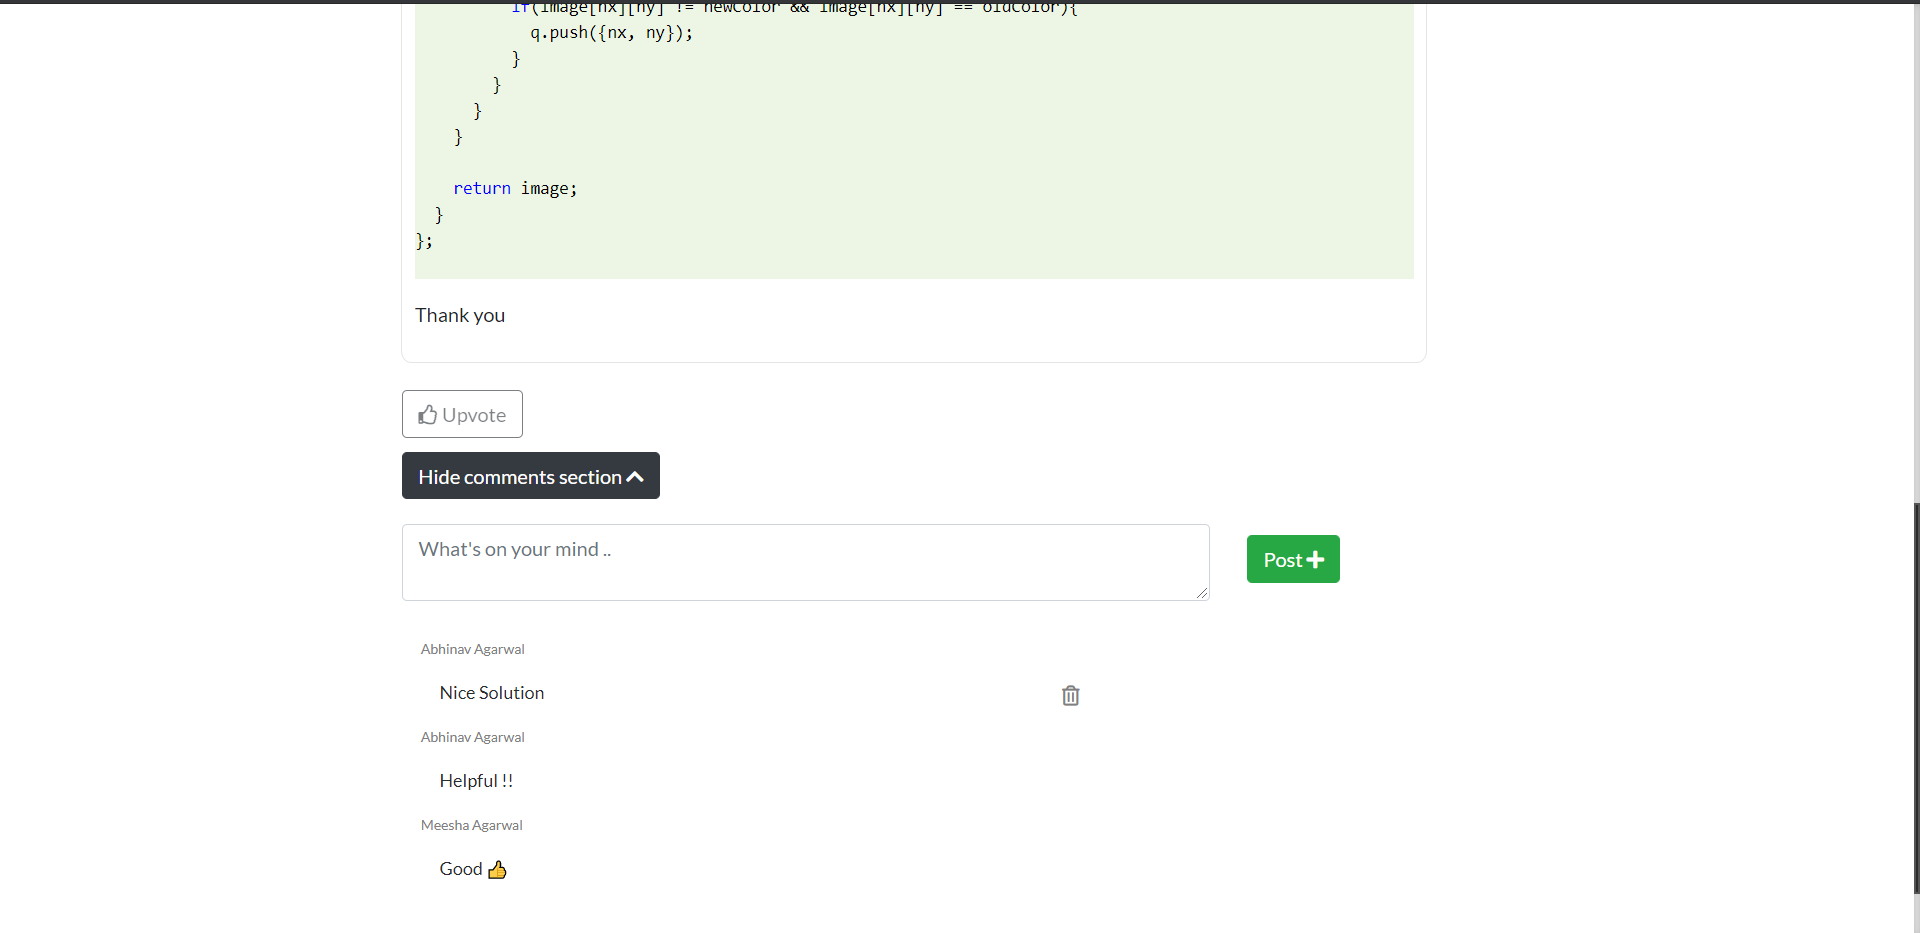 if(image[nx][ny] != newColor && image[nx][ny] == oldColor){
q.push({nx, ny});
}
}
}
}
return image;
}
};
Thank you
Upvote
Hide comments section
What's on your mind ..
Post
Abhinav Agarwal
Nice Solution
Abhinav Agarwal
Helpful !!
Meesha Agarwal
Good 👍